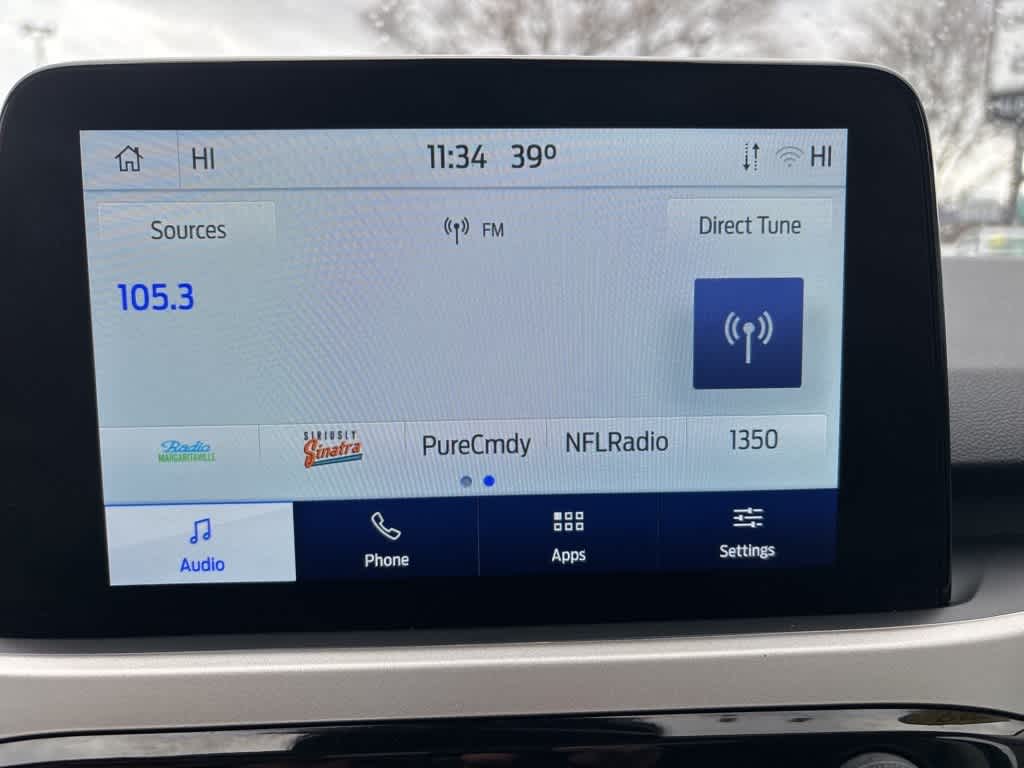 HI 11:34 39° HI
Sources FM Direct Tune
105.3
Radio MARGARITAVILLE
SIRIUSLY Sinatra
PureCmdy NFLRadio 1350
Audio Phone Apps Settings